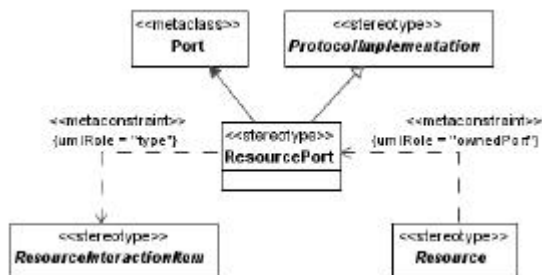 <<metaclass>>
Port
<<stereotype>>
ProtocolImplementation
<<metaconstraint>>
{umlRole = "type"}
<<stereotype>>
ResourcePort
<<metaconstraint>>
{umlRole = "ownedPort"}
<<stereotype>>
ResourceInteractionItem
<<stereotype>>
Resource